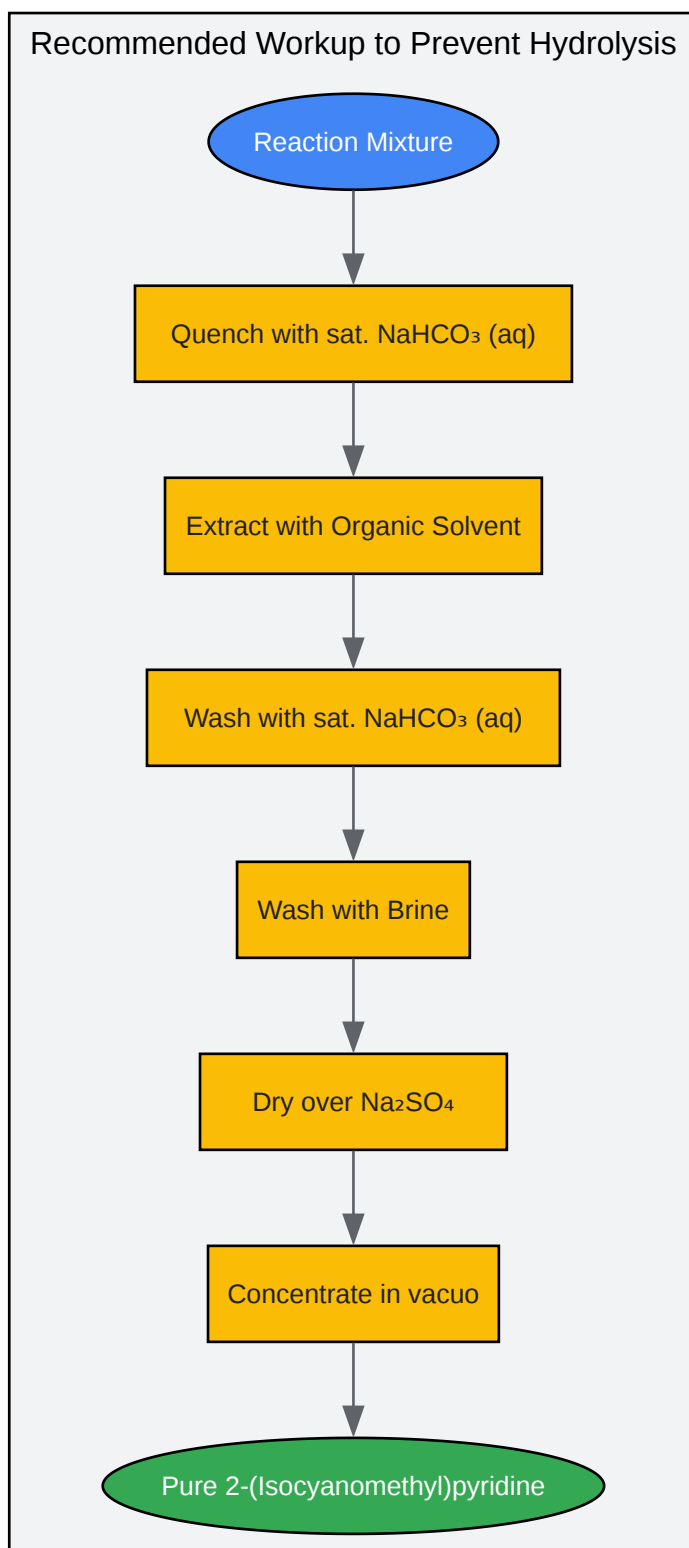 Recommended Workup to Prevent Hydrolysis
Reaction Mixture
Quench with sat. NaHCO₃ (aq)
Extract with Organic Solvent
Wash with sat. NaHCO₃ (aq)
Wash with Brine
Dry over Na₂SO₄
Concentrate in vacuo
Pure 2-(Isocyanomethyl)pyridine